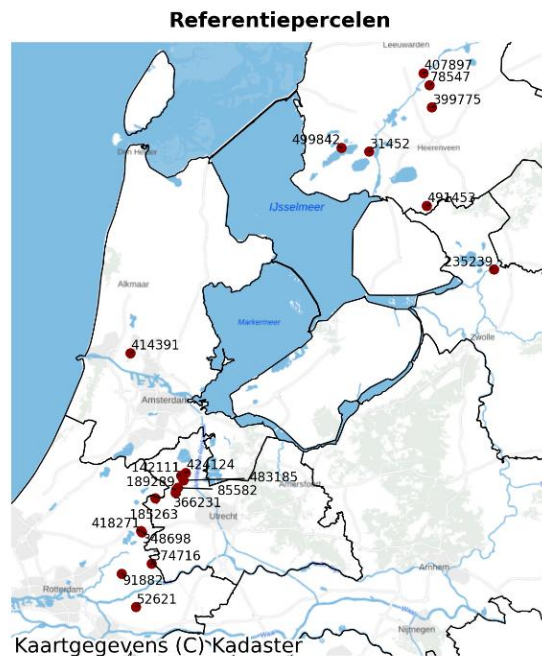 Referentiepercelen
Leeuwarden
407897
78547
399775
499842
31452
Den Helder
Heerenveen
491453
IJsselmeer
235239
Alkmaar
Markermeer
Zwolle
414391
Amsterdam
142111 424124
189289 483185
85582 Amersfoort
366231
185263 Utrecht
418271
348698
374716
91882 Arnhem
Rotterdam
52621
Waal
Nijmegen
Kaartgegevens (C) Kadaster